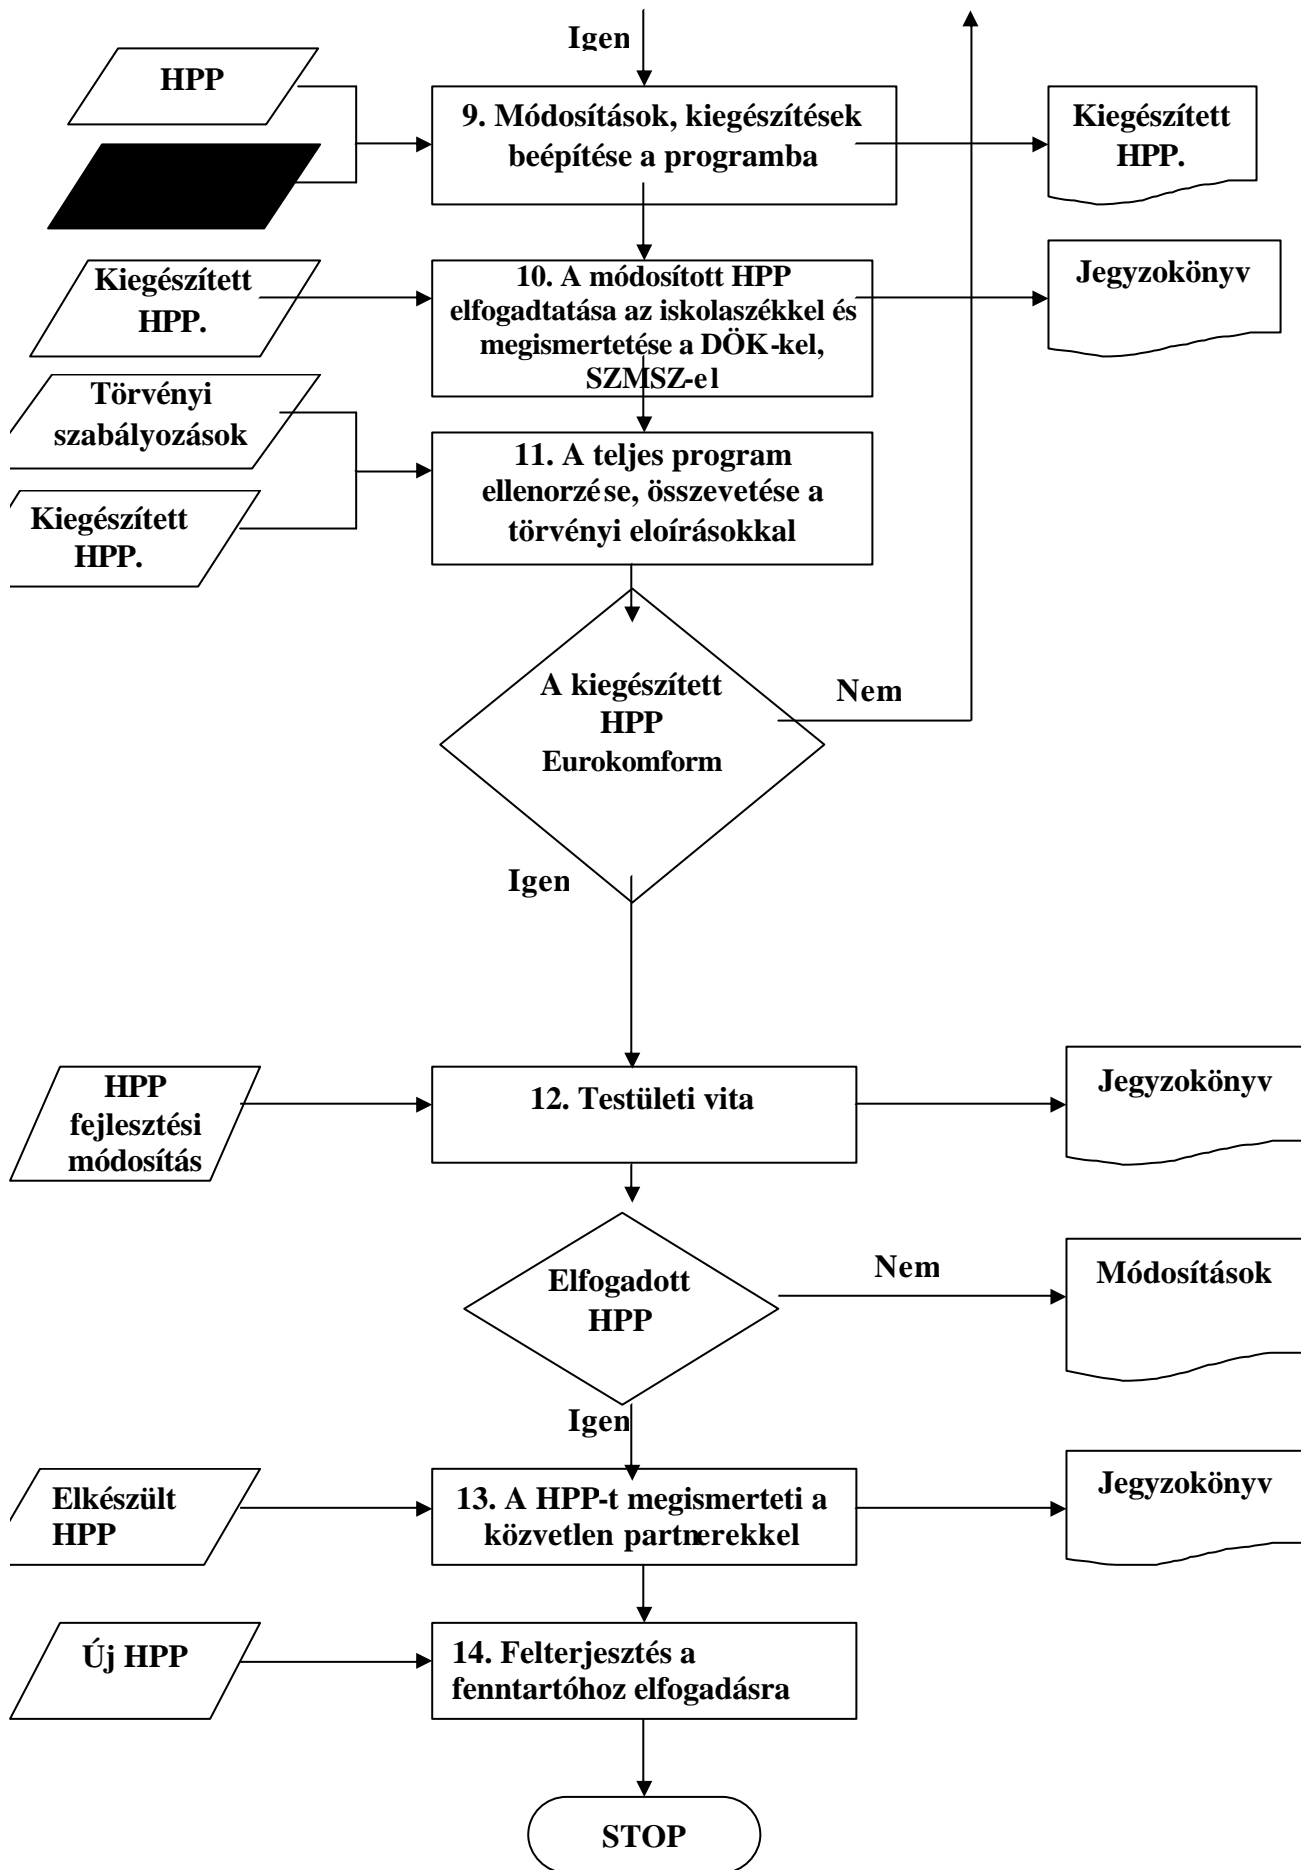 Igen
HPP
9. Módosítások, kiegészítések
beépítése a programba
Kiegészített
HPP.
Kiegészített
HPP.
10. A módosított HPP
elfogadtatása az iskolaszékkel és
megismertetése a DÖK-kel,
SZMSZ-el
Jegyzokönyv
Törvényi
szabályozások
Kiegészített
HPP.
11. A teljes program
ellenorzése, összevetése a
törvényi eloírásokkal
A kiegészített
HPP
Eurokomform
Nem
Igen
HPP
fejlesztési
módosítás
12. Testületi vita
Jegyzokönyv
Elfogadott
HPP
Nem
Módosítások
Igen
Elkészült
HPP
13. A HPP-t megismerteti a
közvetlen partnerekkel
Jegyzokönyv
Új HPP
14. Felterjesztés a
fenntartóhoz elfogadásra
STOP